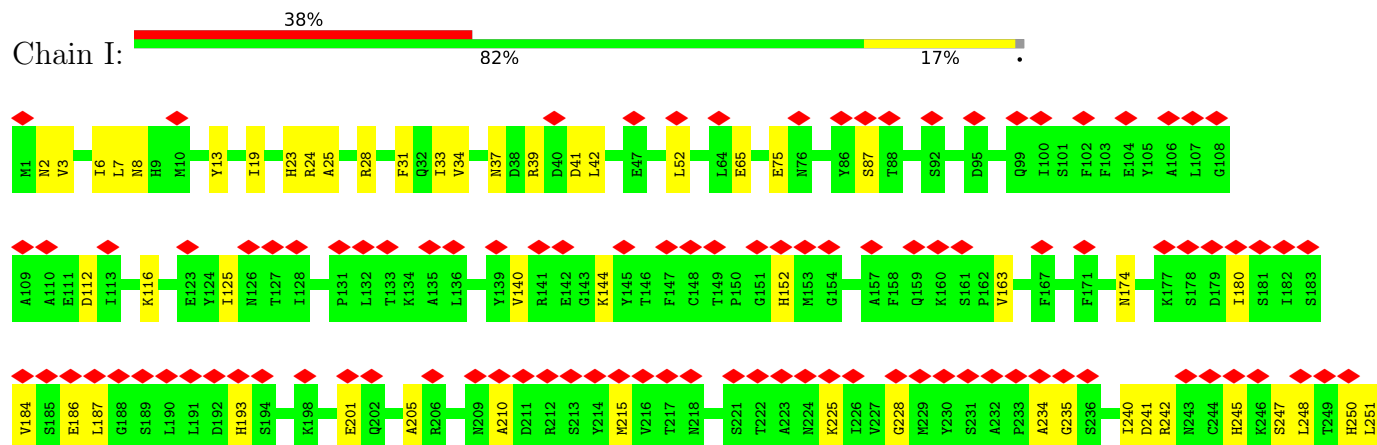 38%
Chain I:
82% 17% •
M1 N2 V3 I6 L7 N8 H9 M10 Y13 I19 H23 R24 A25 R28 F31 Q32 I33 V34 N37 D38 R39 D40 D41 L42 E47 L52 L64 E65 E75 N76 Y86 S87 T88 S92 D95 Q99 I100 S101 F102 F103 E104 Y105 A106 L107 G108
A109 A110 E111 D112 I113 K116 E123 Y124 I125 N126 T127 I128 P131 L132 T133 K134 A135 L136 Y139 V140 R141 E142 G143 K144 Y145 T146 F147 C148 T149 P150 G151 H152 M153 G154 A157 F158 Q159 K160 S161 P162 V163 F167 F171 N174 K177 S178 D179 I180 S181 I182 S183
V184 S185 E186 L187 G188 S189 L190 L191 D192 H193 S194 K198 E201 Q202 A205 R206 N209 A210 D211 R212 S213 Y214 M215 V216 T217 N218 S221 T222 A223 N224 K225 I226 V227 G228 M229 Y230 S231 A232 P233 A234 G235 S236 I240 D241 R242 N243 C244 H245 K246 S247 L248 T249 H250 L251